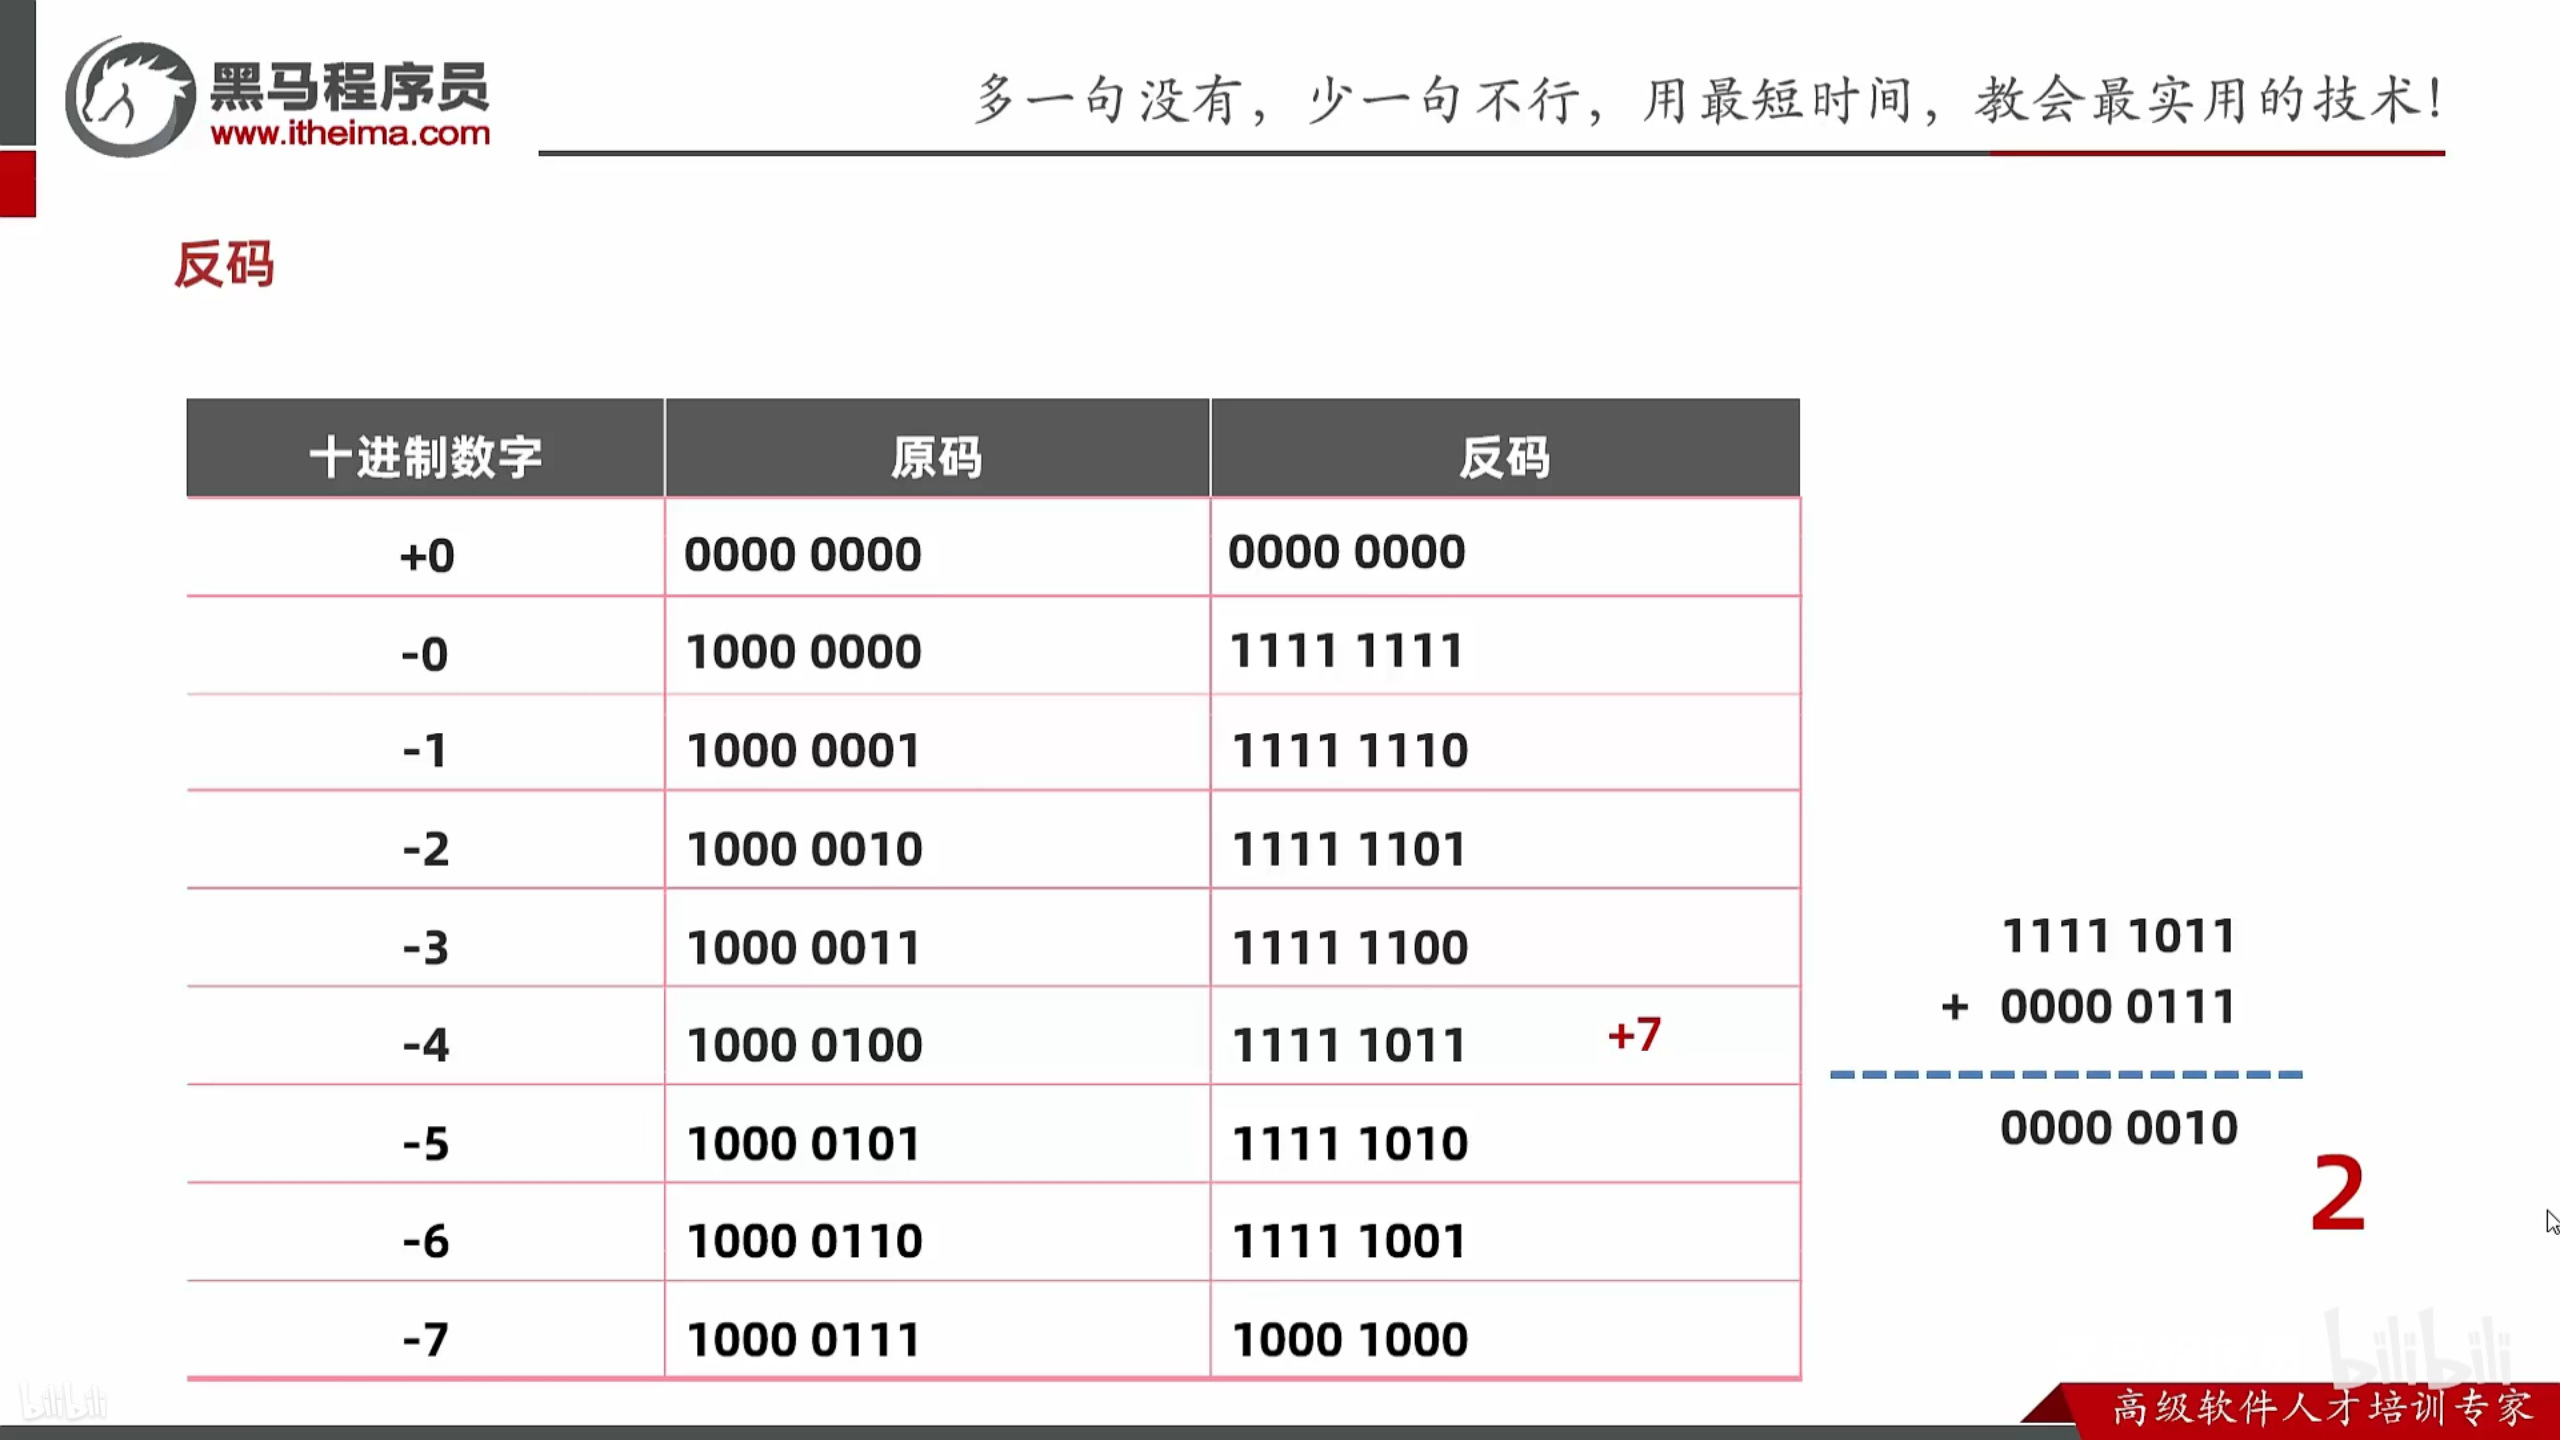 黑马程序员
www.itheima.com
多一句没有，少一句不行，用最短时间，教会最实用的技术！
反码
十进制数字 原码 反码
+0 0000 0000 0000 0000
-0 1000 0000 1111 1111
-1 1000 0001 1111 1110
-2 1000 0010 1111 1101
-3 1000 0011 1111 1100
-4 1000 0100 1111 1011 +7
-5 1000 0101 1111 1010
-6 1000 0110 1111 1001
-7 1000 0111 1000 1000
1111 1011
+ 0000 0111
0000 0010
2
bilibili
bilibili
高级软件人才培训专家